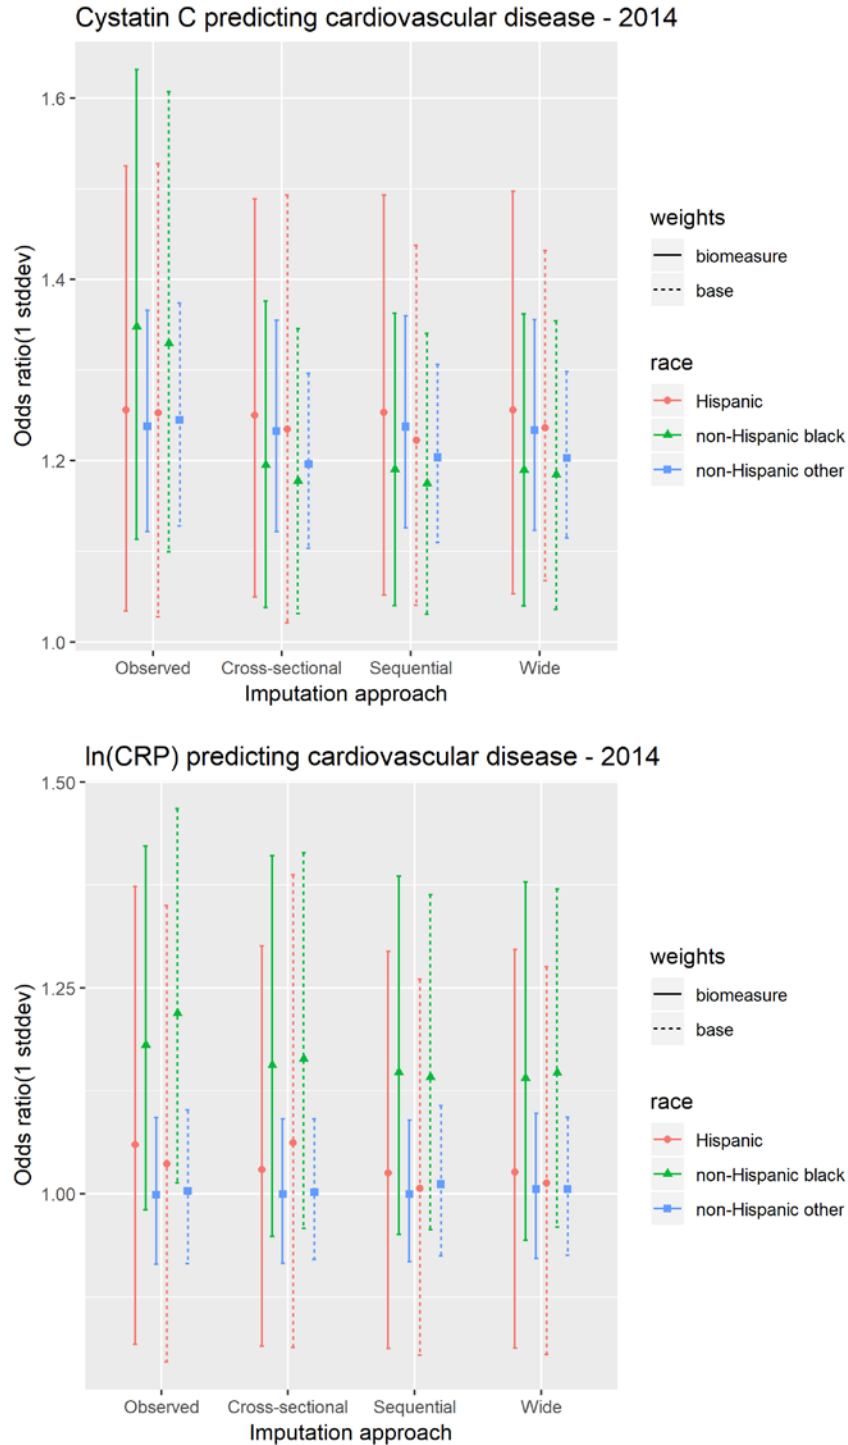 Cystatin C predicting cardiovascular disease - 2014
Odds ratio(1 stddev)
1.6
1.4
1.2
1.0
Observed Cross-sectional Sequential Wide
Imputation approach
weights
biomeasure
base
race
Hispanic
non-Hispanic black
non-Hispanic other
ln(CRP) predicting cardiovascular disease - 2014
Odds ratio(1 stddev)
1.50
1.25
1.00
Observed Cross-sectional Sequential Wide
Imputation approach
weights
biomeasure
base
race
Hispanic
non-Hispanic black
non-Hispanic other